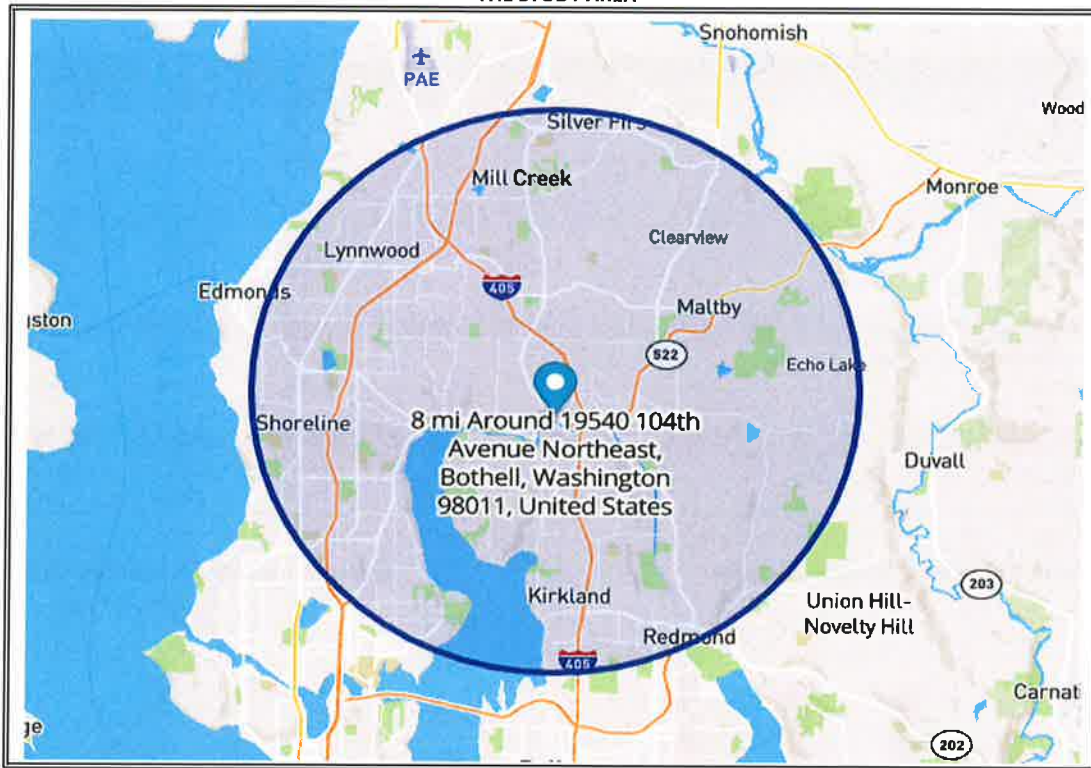 Snohomish
PAE
Wood
Silver Firs
Mill Creek
Monroe
Clearview
Lynnwood
405
Edmonds
Maltby
522
Echo Lake
8 mi Around 19540 104th
Avenue Northeast,
Bothell, Washington
98011, United States
Shoreline
Duvall
203
Kirkland
Union Hill-
Novelty Hill
Redmond
405
Carnat
202